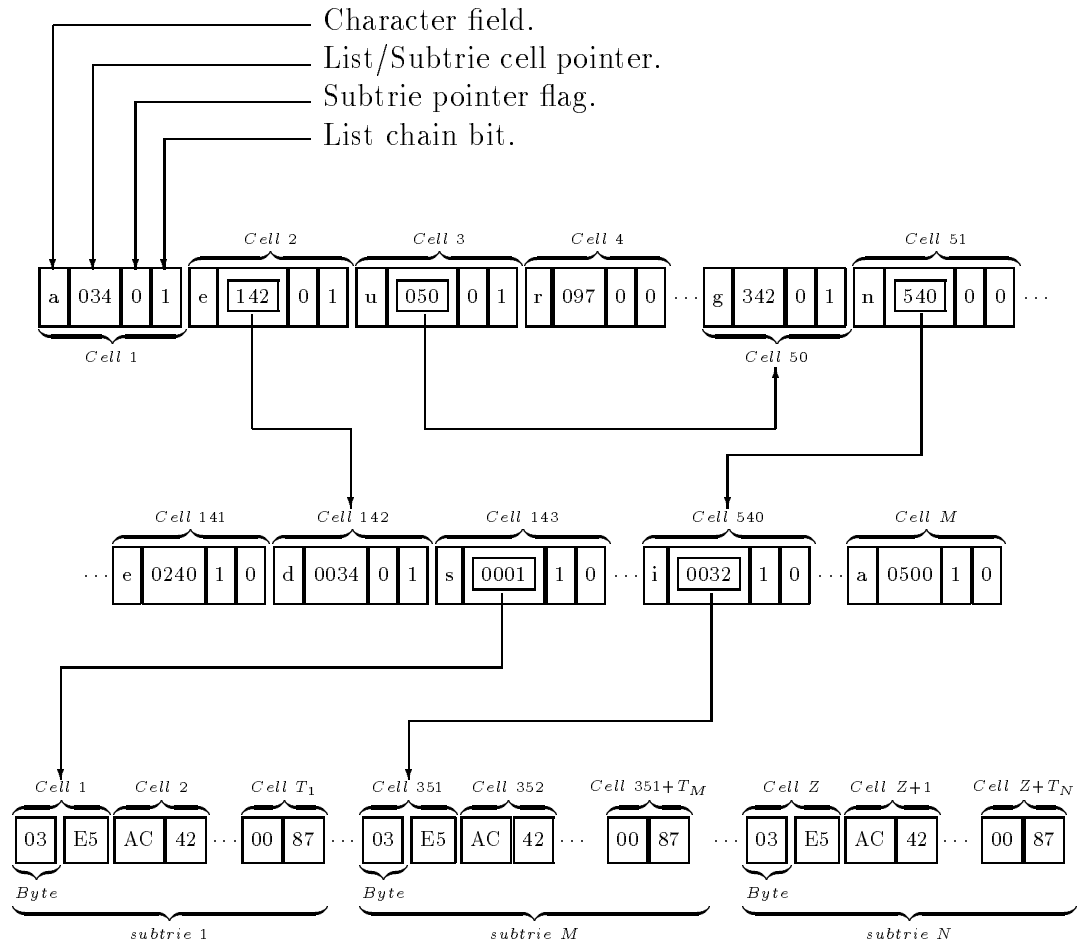 Character field.
List/Subtrie cell pointer.
Subtrie pointer flag.
List chain bit.
Cell 2 Cell 3 Cell 4 Cell 51
a 034 0 1 e 142 0 1 u 050 0 1 r 097 0 0 ... g 342 0 1 n 540 0 0 ...
Cell 1 Cell 50
Cell 141 Cell 142 Cell 143 Cell 540 Cell M
... e 0240 1 0 d 0034 0 1 s 0001 1 0 ... i 0032 1 0 ... a 0500 1 0
Cell 1 Cell 2 Cell T₁ Cell 351 Cell 352 Cell 351+T_M Cell Z Cell Z+1 Cell Z+T_N
03 E5 AC 42 ... 00 87 ... 03 E5 AC 42 ... 00 87 ... 03 E5 AC 42 ... 00 87
Byte Byte Byte
subtrie 1 subtrie M subtrie N